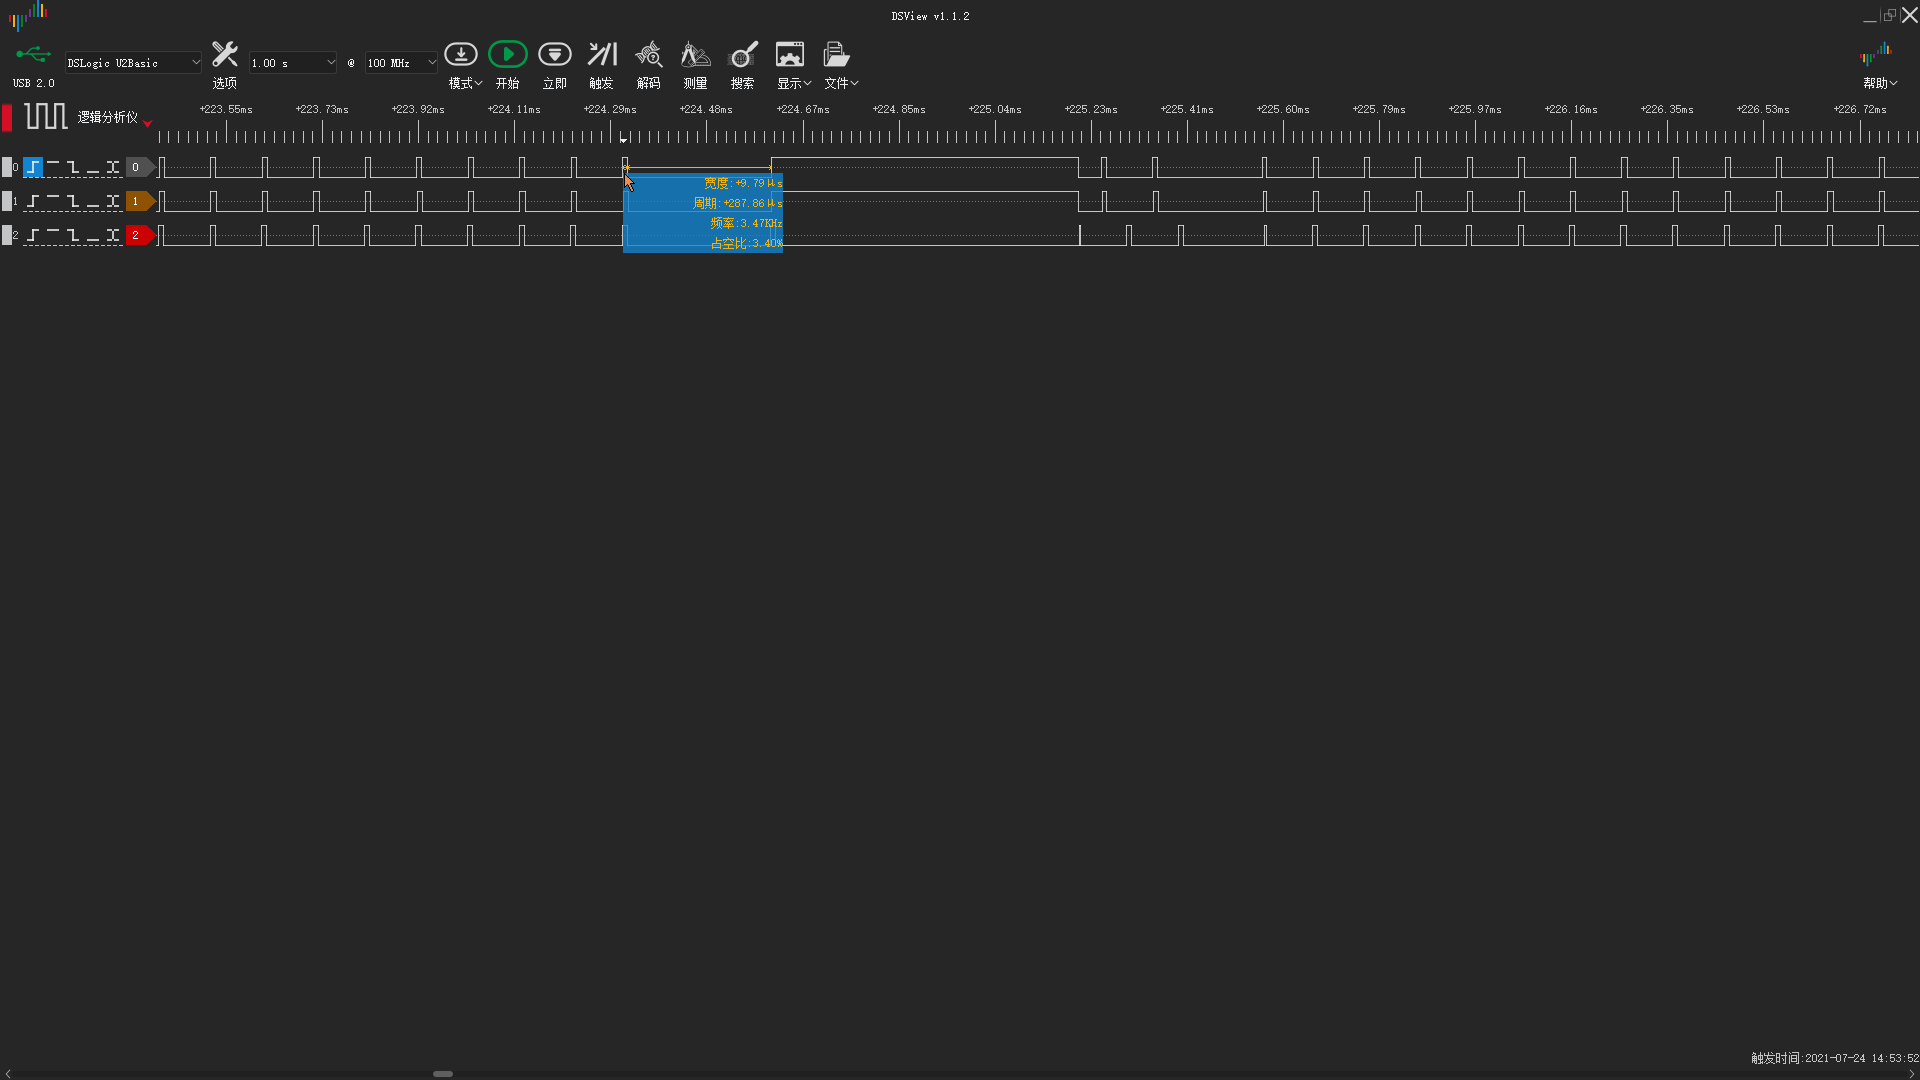 DSView v1.1.2
USB 2.0
DSLogic U2Basic
选项
1.00 s
@
100 MHz
模式
开始
立即
触发
解码
测量
搜索
显示
文件
帮助
逻辑分析仪
+223.55ms +223.73ms +223.92ms +224.11ms +224.29ms +224.48ms +224.67ms +224.85ms +225.04ms +225.23ms +225.41ms +225.60ms +225.79ms +225.97ms +226.16ms +226.35ms +226.53ms +226.72ms
0 0
1 1
2 2
宽度:+9.79μs
周期:+287.86μs
频率:3.47KHz
占空比:3.40%
触发时间:2021-07-24 14:53:52